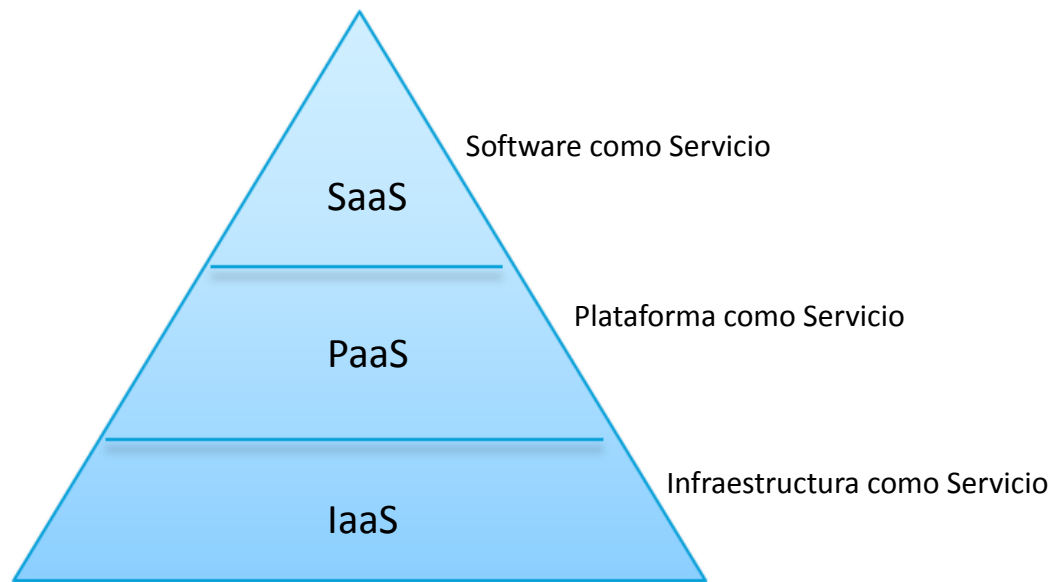 Software como Servicio
SaaS
Plataforma como Servicio
PaaS
Infraestructura como Servicio
IaaS